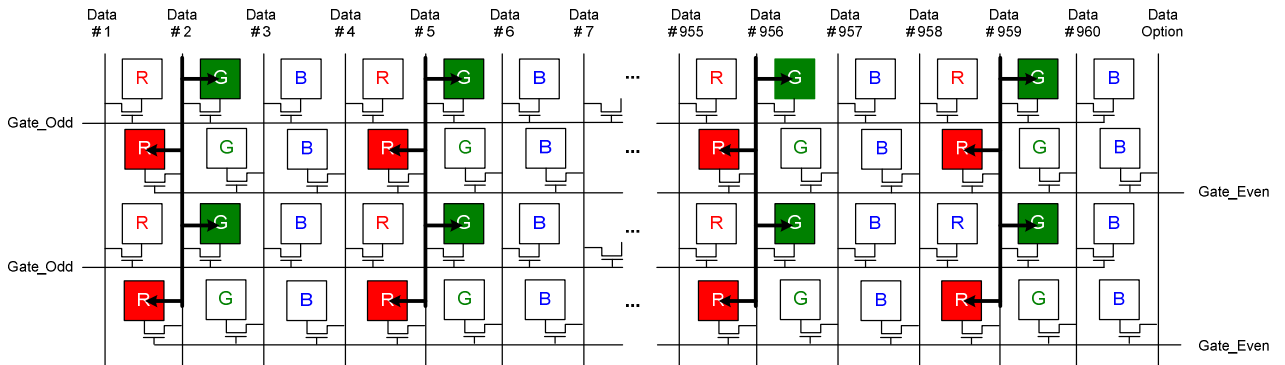 Data Data Data Data Data Data Data Data Data Data Data Data Data Data
#1 #2 #3 #4 #5 #6 #7 #955 #956 #957 #958 #959 #960 Option
R G B R G B ... R G B R G B
Gate_Odd
R G B R G B ... R G B R G B
Gate_Even
R G B R G B ... R G B R G B
Gate_Odd
R G B R G B ... R G B R G B
Gate_Even